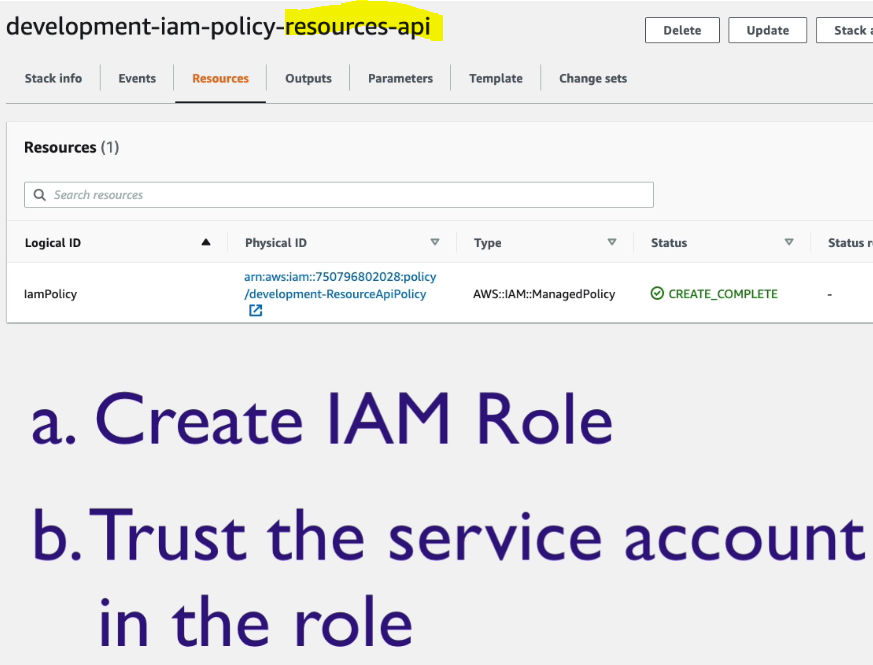 development-iam-policy-resources-api
Delete
Update
Stack
Stack info
Events
Resources
Outputs
Parameters
Template
Change sets
Resources (1)
Search resources
Logical ID
Physical ID
Type
Status
Status
IamPolicy
arn:aws:iam::750796802028:policy
/development-ResourceApiPolicy
AWS::IAM::ManagedPolicy
CREATE_COMPLETE
-
a. Create IAM Role
b. Trust the service account
in the role